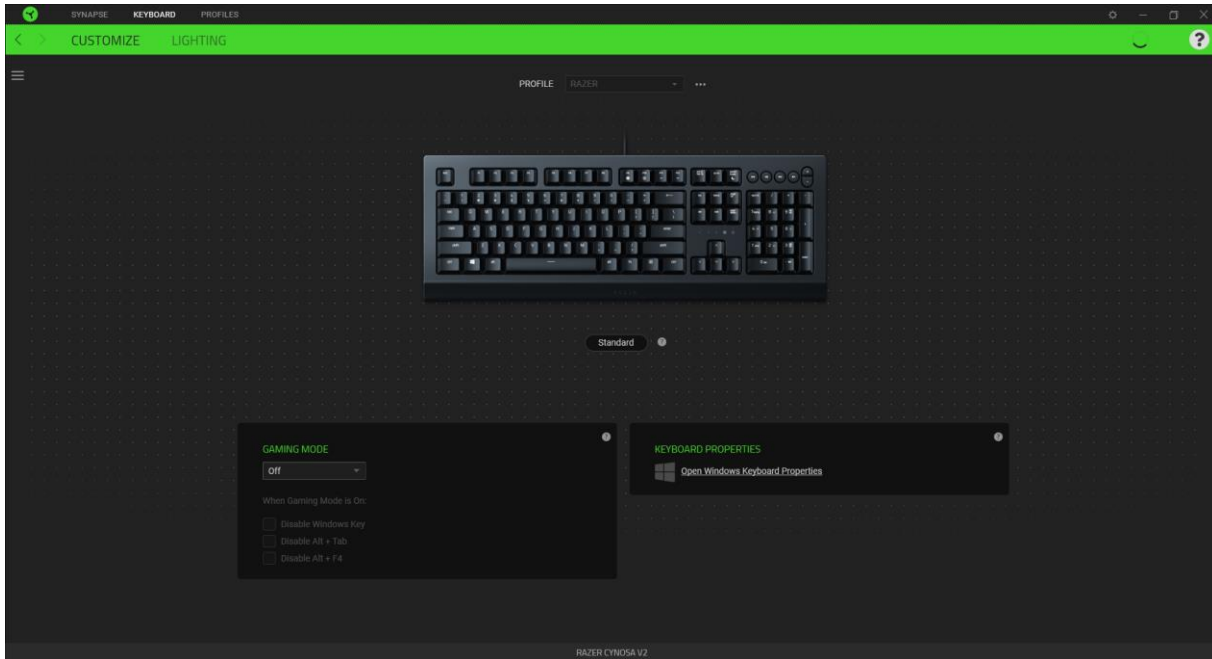 SYNAPSE KEYBOARD PROFILES
CUSTOMIZE LIGHTING
?
PROFILE RAZER
Standard ?
GAMING MODE ?
Off
When Gaming Mode is On:
Disable Windows Key
Disable Alt + Tab
Disable Alt + F4
KEYBOARD PROPERTIES ?
Open Windows Keyboard Properties
RAZER CYNOSA V2